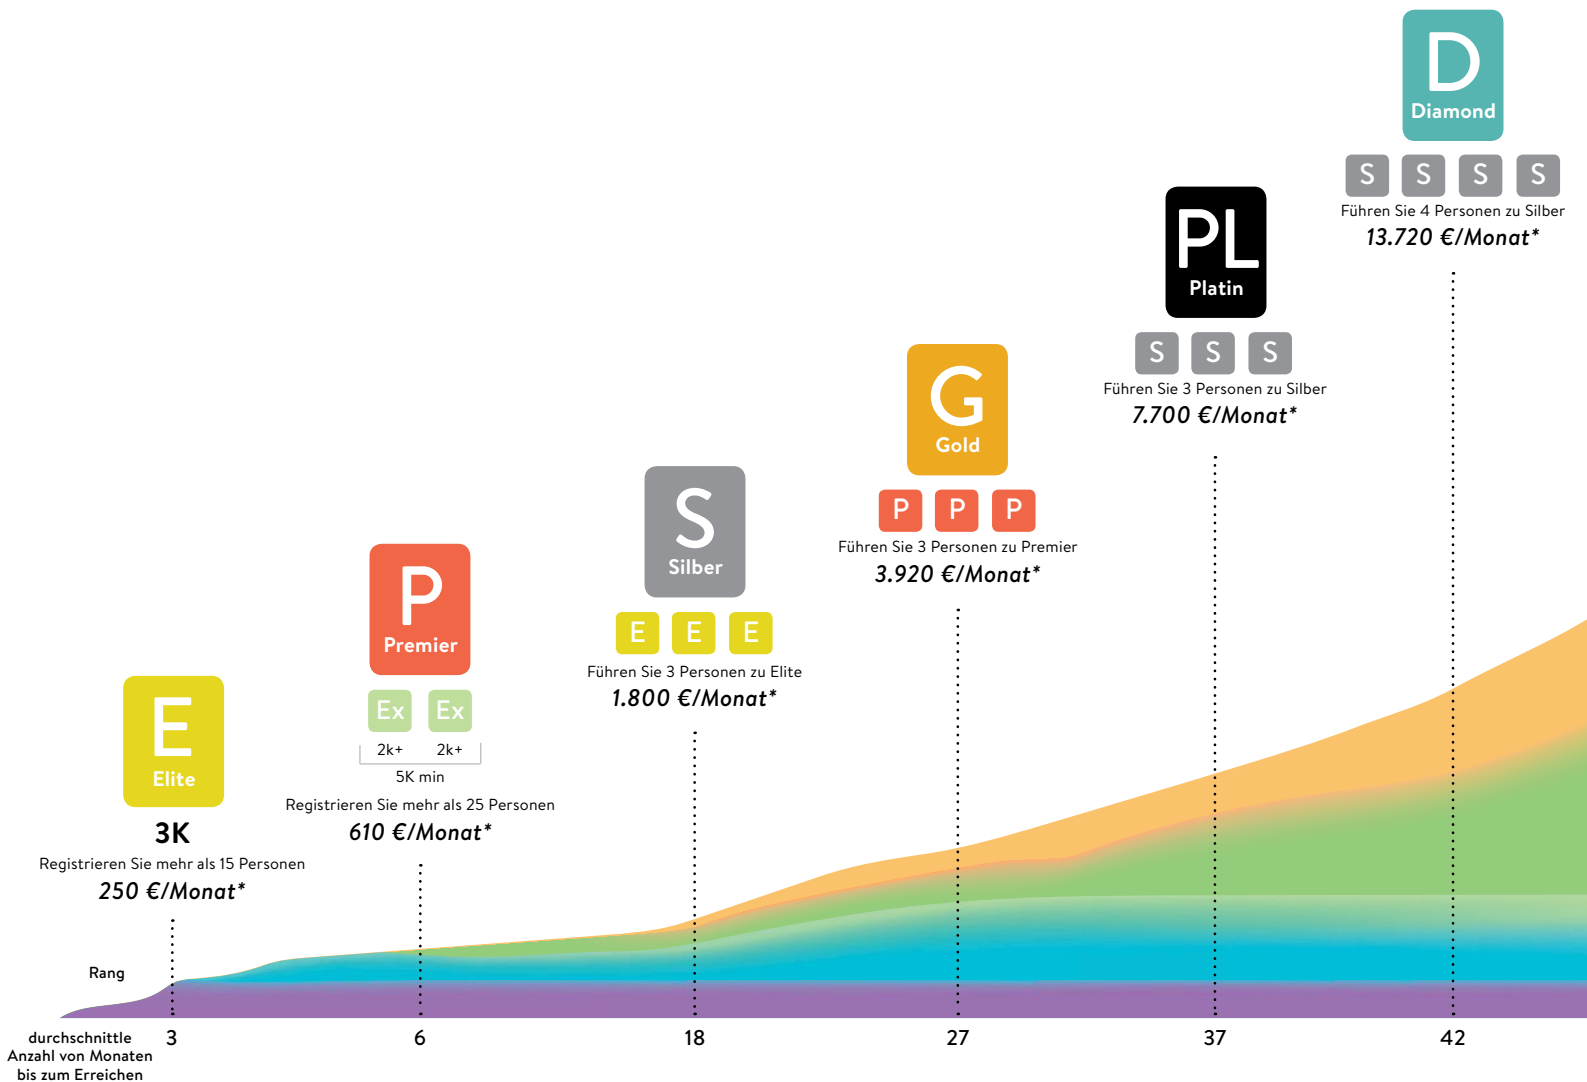 E
Elite
3K
Registrieren Sie mehr als 15 Personen
250 €/Monat*
P
Premier
Ex Ex
2k+ 2k+
5K min
Registrieren Sie mehr als 25 Personen
610 €/Monat*
S
Silber
E E E
Führen Sie 3 Personen zu Elite
1.800 €/Monat*
G
Gold
P P P
Führen Sie 3 Personen zu Premier
3.920 €/Monat*
PL
Platin
S S S
Führen Sie 3 Personen zu Silber
7.700 €/Monat*
D
Diamond
S S S S
Führen Sie 4 Personen zu Silber
13.720 €/Monat*
Rang
durchschnittle
Anzahl von Monaten
bis zum Erreichen
3 6 18 27 37 42